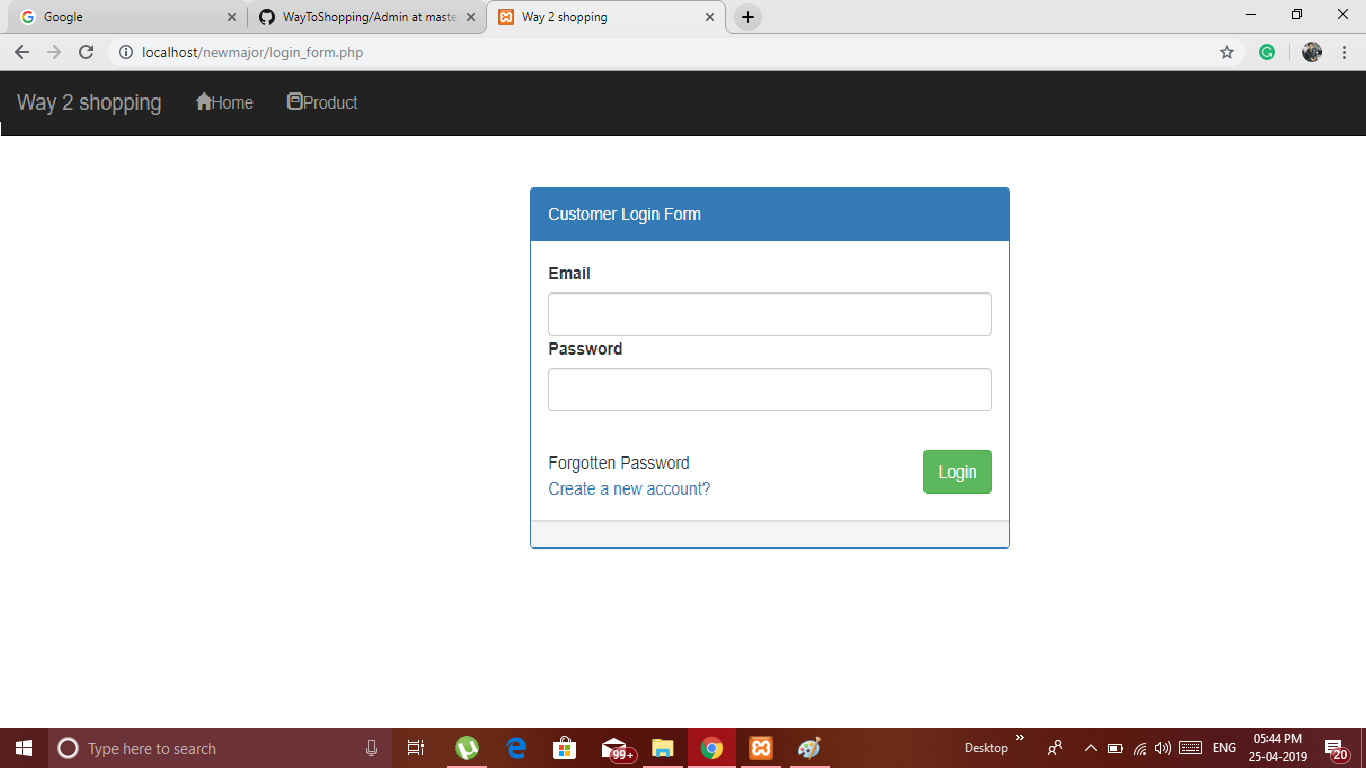 Google
WayToShopping/Admin at maste
Way 2 shopping
localhost/newmajor/login_form.php
Way 2 shopping
Home
Product
Customer Login Form
Email
Password
Forgotten Password
Login
Create a new account?
Type here to search
99+
Desktop
ENG
05:44 PM
25-04-2019
20